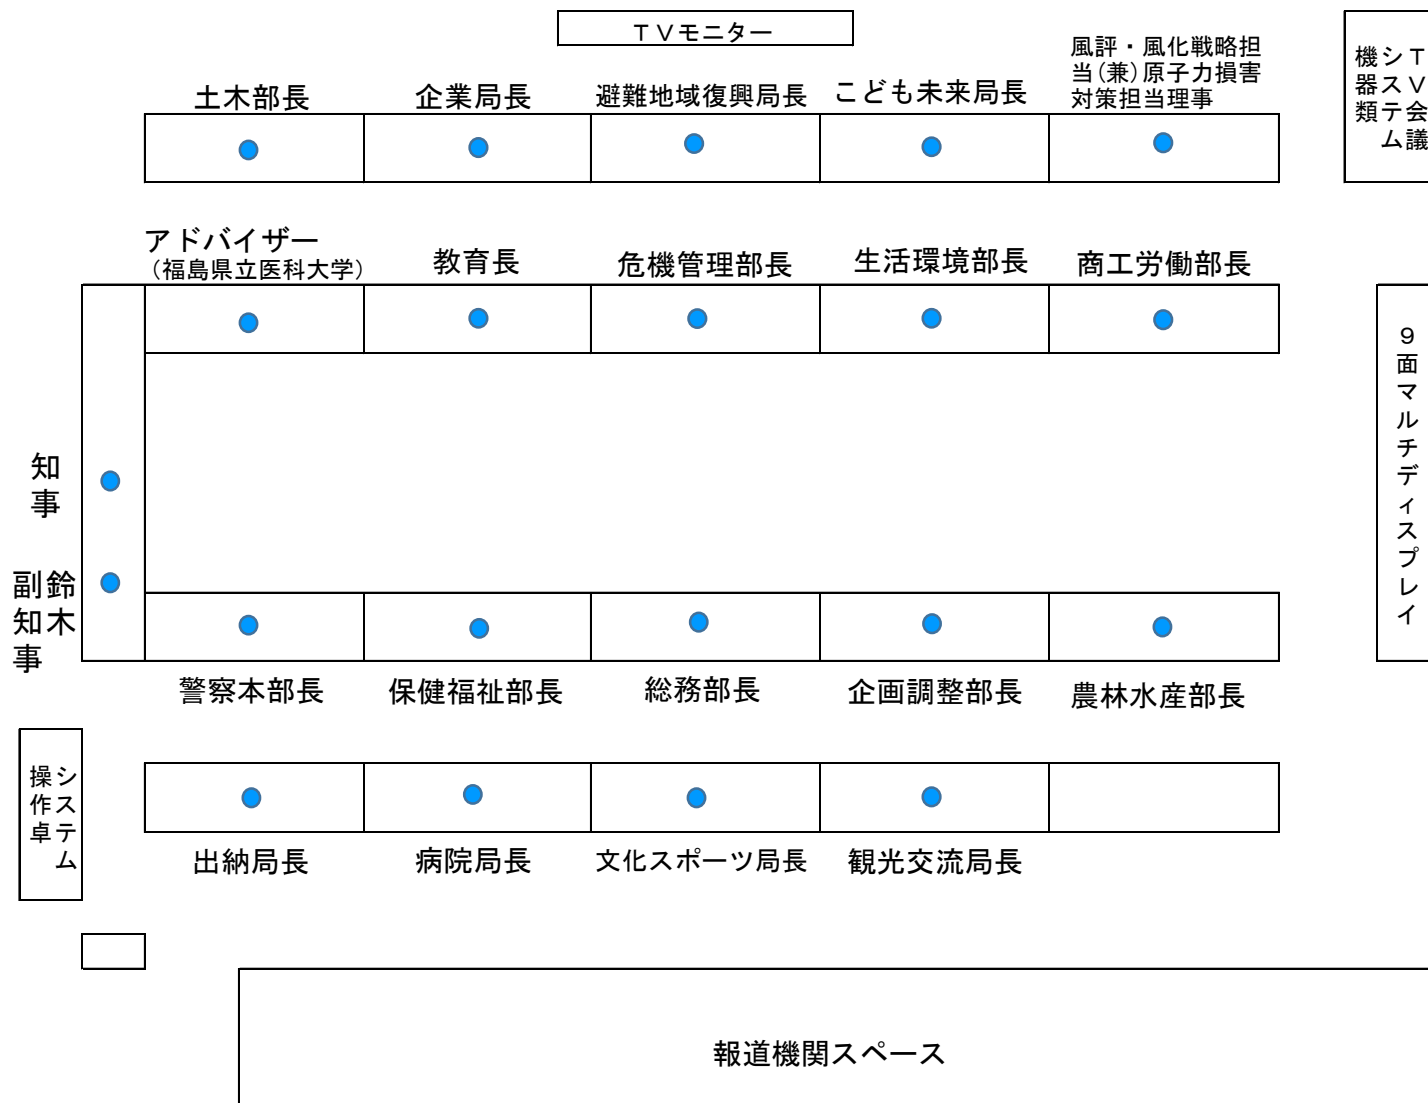 TVモニター
土木部長
企業局長
避難地域復興局長
こども未来局長
風評・風化戦略担
当(兼)原子力損害
対策担当理事
TV会議
システム
機器類
アドバイザー
（福島県立医科大学）
教育長
危機管理部長
生活環境部長
商工労働部長
知事
鈴木
副知事
９面マルチディスプレイ
警察本部長
保健福祉部長
総務部長
企画調整部長
農林水産部長
システム
操作卓
出納局長
病院局長
文化スポーツ局長
観光交流局長
報道機関スペース